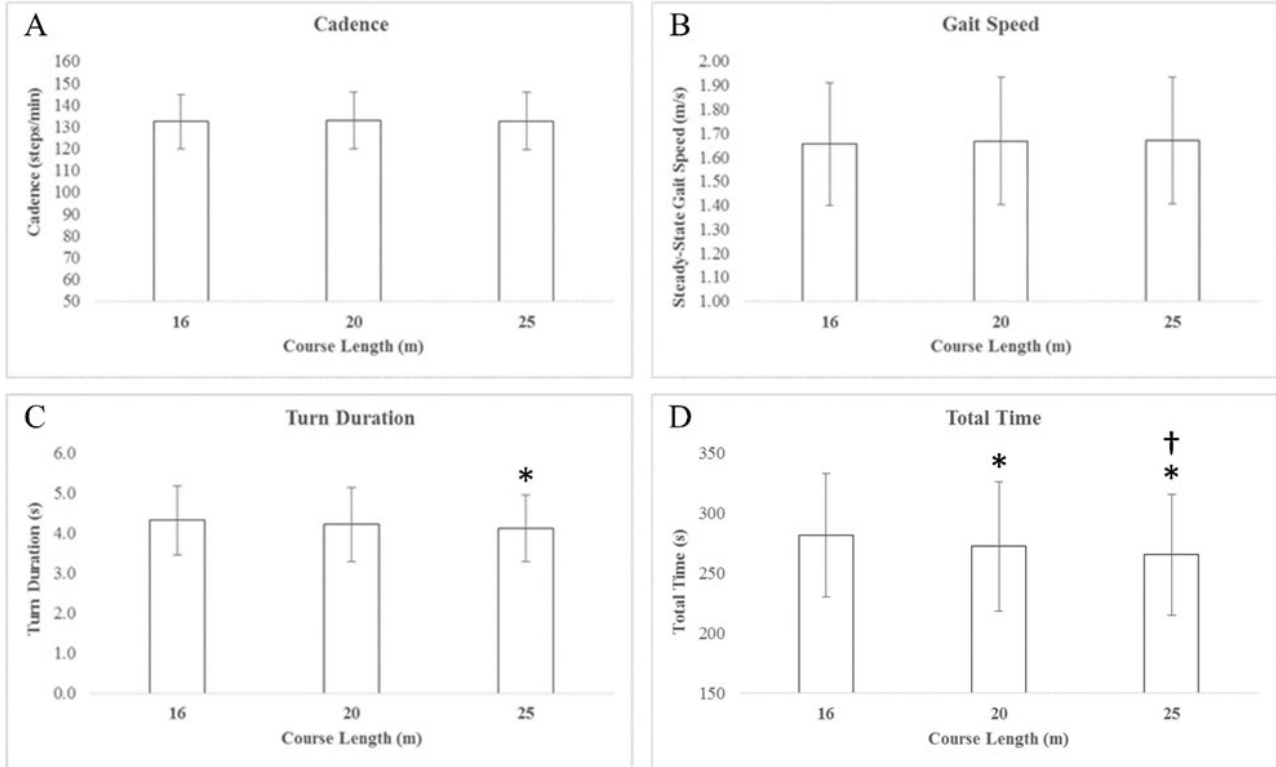 A
Cadence
Cadence (steps/min)
160
150
140
130
120
110
100
90
80
70
60
50
16 20 25
Course Length (m)
B
Gait Speed
Steady-State Gait Speed (m/s)
2.00
1.90
1.80
1.70
1.60
1.50
1.40
1.30
1.20
1.10
1.00
16 20 25
Course Length (m)
C
Turn Duration
Turn Duration (s)
6.0
5.0
4.0
3.0
2.0
1.0
0.0
*
16 20 25
Course Length (m)
D
Total Time
Total Time (s)
350
300
250
200
150
†
* *
16 20 25
Course Length (m)